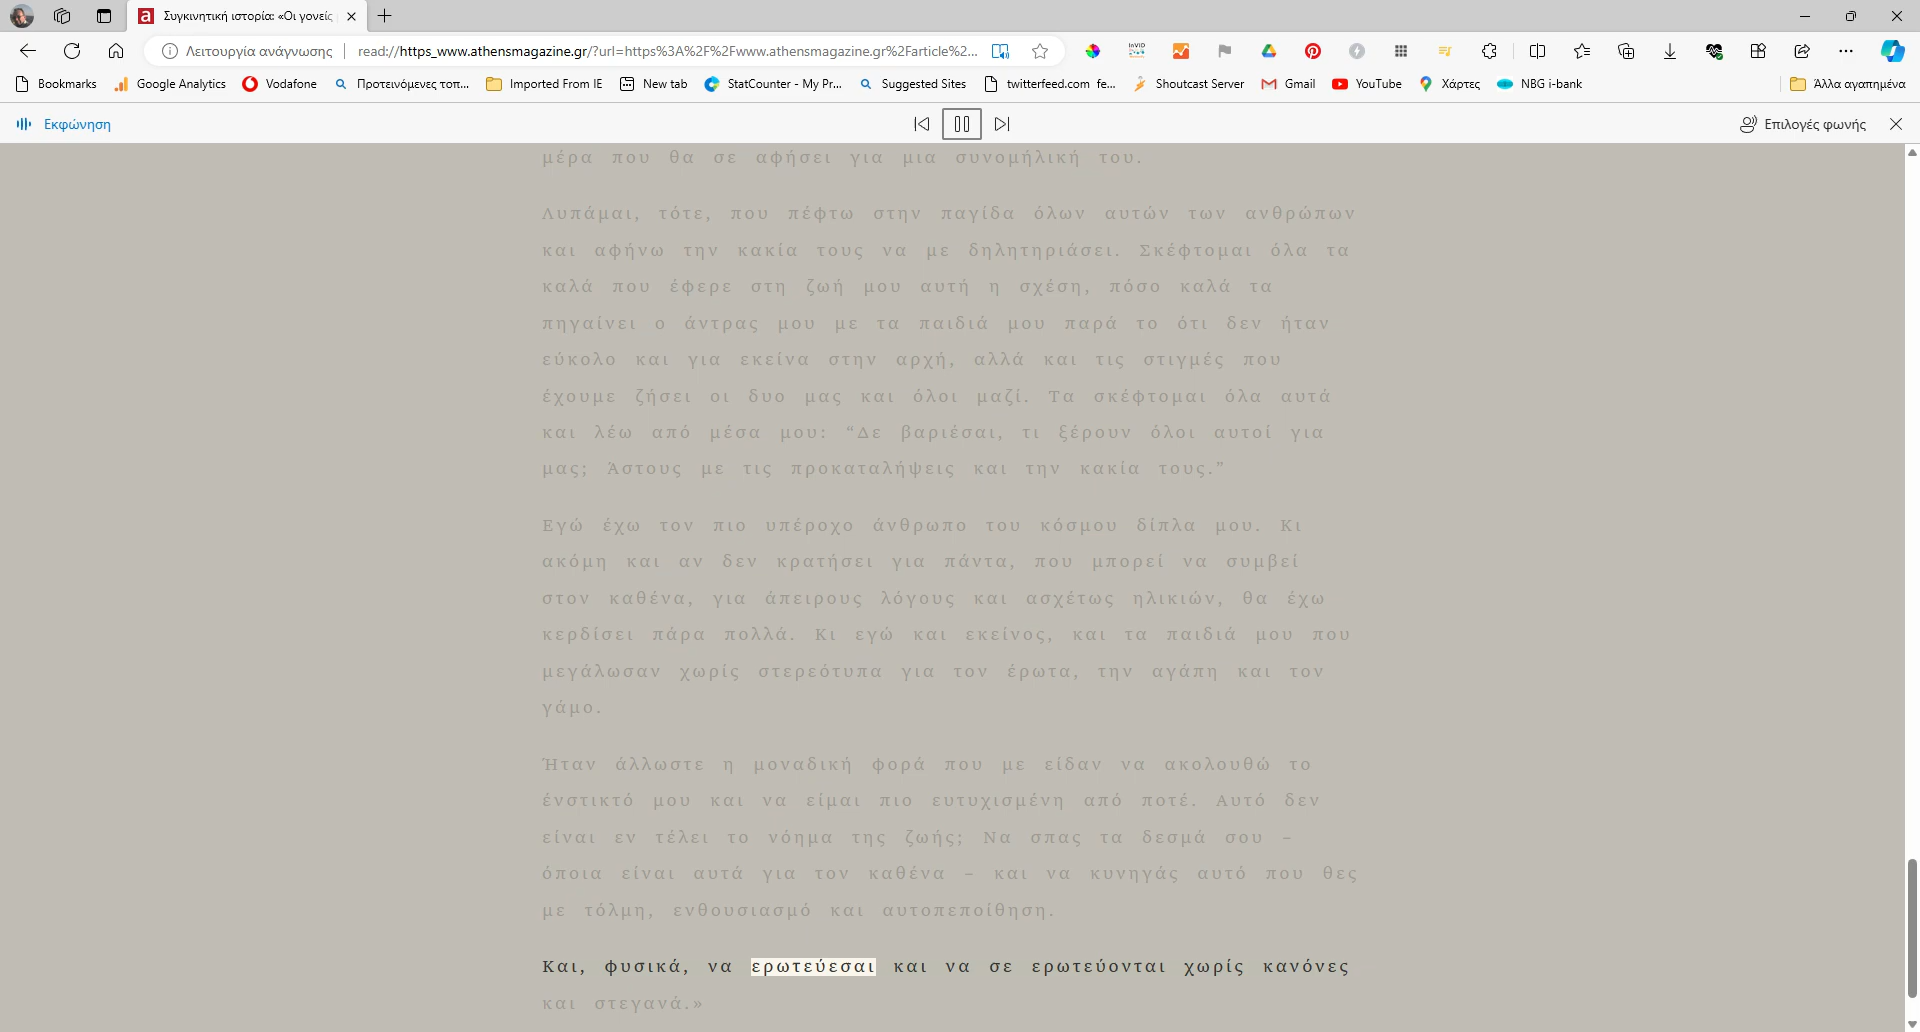 Συγκινητική ιστορία: «Οι γονείς
Λειτουργία ανάγνωσης
read://https_www.athensmagazine.gr/?url=https%3A%2F%2Fwww.athensmagazine.gr%2Farticle%2...
Bookmarks
Google Analytics
Vodafone
Προτεινόμενες τοπ...
Imported From IE
New tab
StatCounter - My Pr...
Suggested Sites
twitterfeed.com fe...
Shoutcast Server
Gmail
YouTube
Χάρτες
NBG i-bank
Άλλα αγαπημένα
Εκφώνηση
Επιλογές φωνής
μέρα που θα σε αφήσει για μια συνομήλική του.
Λυπάμαι, τότε, που πέφτω στην παγίδα όλων αυτών των ανθρώπων
και αφήνω την κακία τους να με δηλητηριάσει. Σκέφτομαι όλα τα
καλά που έφερε στη ζωή μου αυτή η σχέση, πόσο καλά τα
πηγαίνει ο άντρας μου με τα παιδιά μου παρά το ότι δεν ήταν
εύκολο και για εκείνα στην αρχή, αλλά και τις στιγμές που
έχουμε ζήσει οι δυο μας και όλοι μαζί. Τα σκέφτομαι όλα αυτά
και λέω από μέσα μου: “Δε βαριέσαι, τι ξέρουν όλοι αυτοί για
μας; Άστους με τις προκαταλήψεις και την κακία τους.”
Εγώ έχω τον πιο υπέροχο άνθρωπο του κόσμου δίπλα μου. Κι
ακόμη και αν δεν κρατήσει για πάντα, που μπορεί να συμβεί
στον καθένα, για άπειρους λόγους και ασχέτως ηλικιών, θα έχω
κερδίσει πάρα πολλά. Κι εγώ και εκείνος, και τα παιδιά μου που
μεγάλωσαν χωρίς στερεότυπα για τον έρωτα, την αγάπη και τον
γάμο.
Ήταν άλλωστε η μοναδική φορά που με είδαν να ακολουθώ το
ένστικτό μου και να είμαι πιο ευτυχισμένη από ποτέ. Αυτό δεν
είναι εν τέλει το νόημα της ζωής; Να σπας τα δεσμά σου –
όποια είναι αυτά για τον καθένα – και να κυνηγάς αυτό που θες
με τόλμη, ενθουσιασμό και αυτοπεποίθηση.
Και, φυσικά, να ερωτεύεσαι και να σε ερωτεύονται χωρίς κανόνες
και στεγανά.»